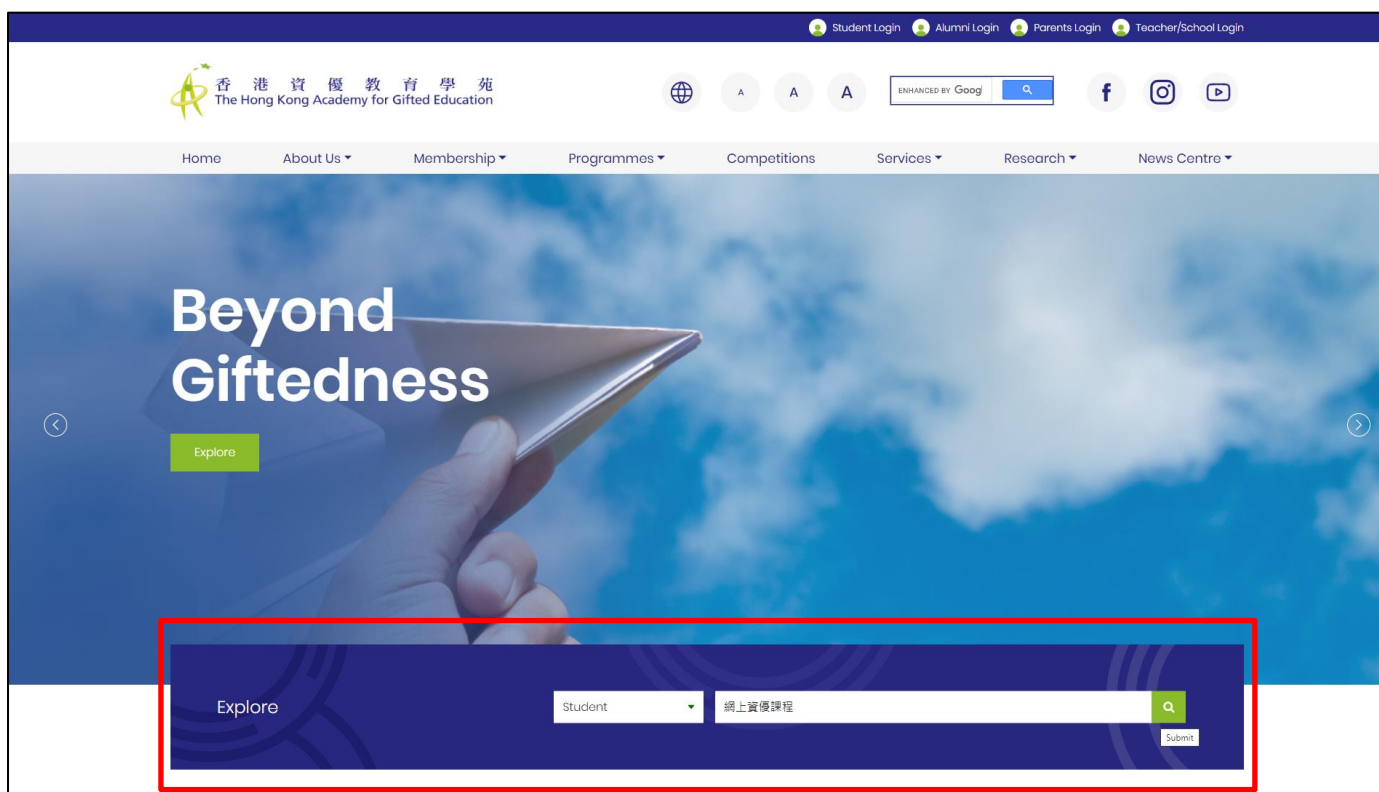 Student Login Alumni Login Parents Login Teacher/School Login
香港資優教育學苑
The Hong Kong Academy for Gifted Education
A A A ENHANCED BY Googl
Home About Us Membership Programmes Competitions Services Research News Centre
Beyond
Giftedness
Explore
Explore Student 網上資優課程
Submit